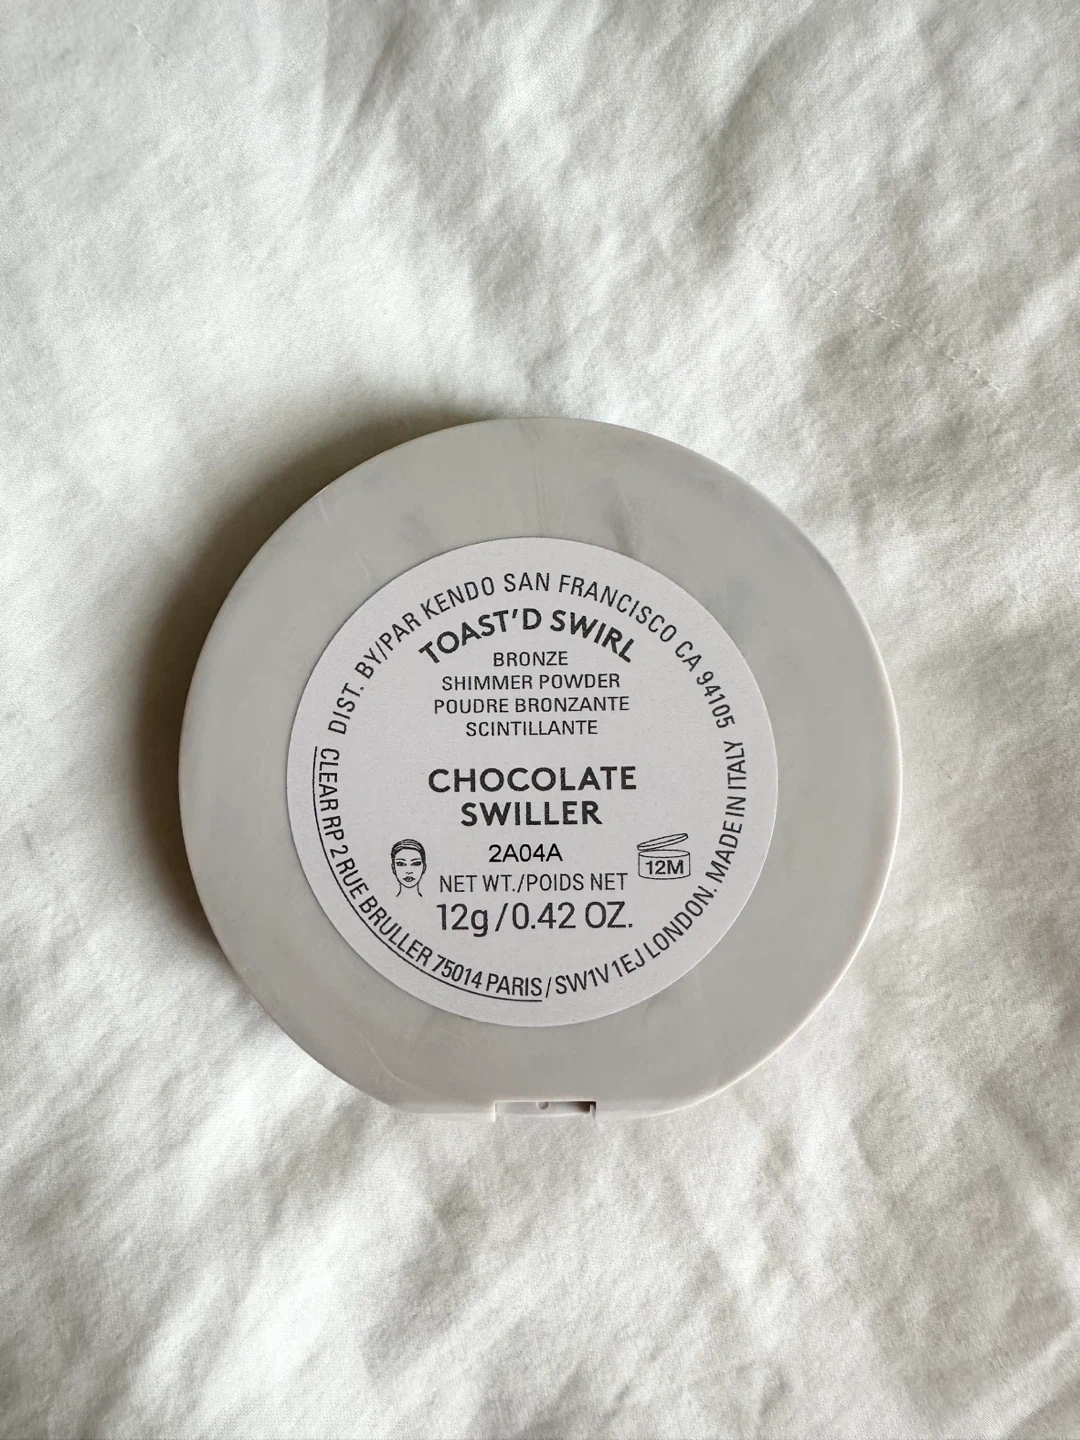 DIST. BY/PAR KENDO SAN FRANCISCO CA 94105
TOAST'D SWIRL
BRONZE
SHIMMER POWDER
POUDRE BRONZANTE
SCINTILLANTE
CHOCOLATE
SWILLER
2A04A
12M
NET WT./POIDS NET
12g/0.42 OZ.
CLEAR RP 2 RUE BRULLER 75014 PARIS/SW1V 1EJ LONDON. MADE IN ITALY